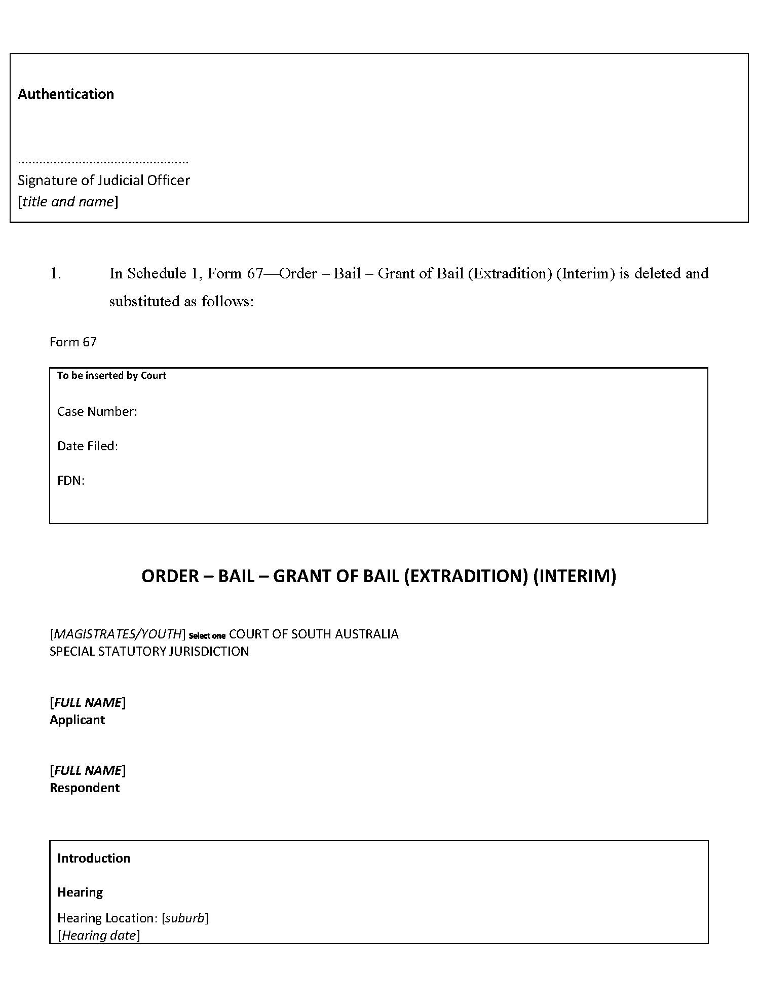 Authentication
................................................
Signature of Judicial Officer
[title and name]
1. In Schedule 1, Form 67—Order – Bail – Grant of Bail (Extradition) (Interim) is deleted and
substituted as follows:
Form 67
To be inserted by Court
Case Number:
Date Filed:
FDN:
ORDER – BAIL – GRANT OF BAIL (EXTRADITION) (INTERIM)
[MAGISTRATES/YOUTH] Select one COURT OF SOUTH AUSTRALIA
SPECIAL STATUTORY JURISDICTION
[FULL NAME]
Applicant
[FULL NAME]
Respondent
Introduction
Hearing
Hearing Location: [suburb]
[Hearing date]